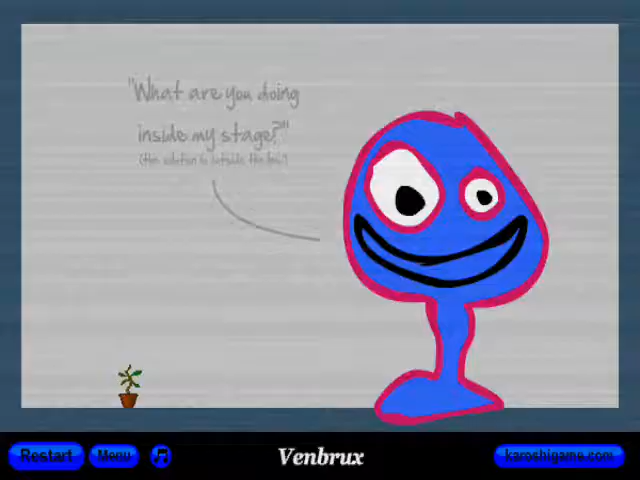 "What are you doing
inside my stage?"
(the solution is outside the box!)
Restart
Menu
Venbrux
karoshigame.com